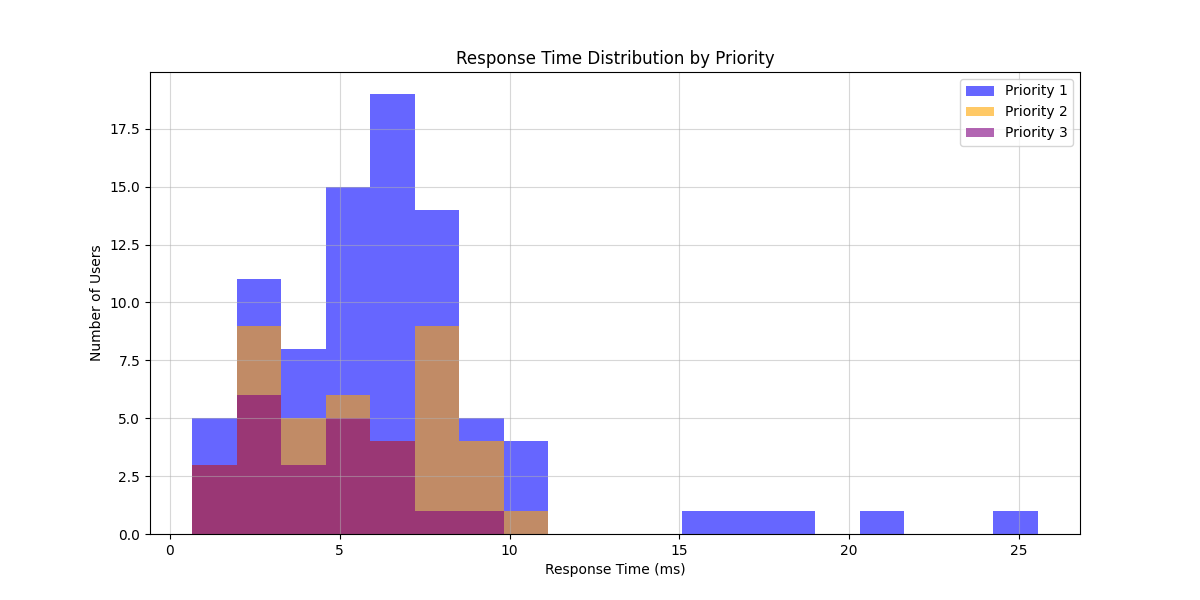 Response Time Distribution by Priority
Priority 1
Priority 2
Priority 3
17.5
15.0
12.5
10.0
7.5
5.0
2.5
0.0
Number of Users
0 5 10 15 20 25
Response Time (ms)